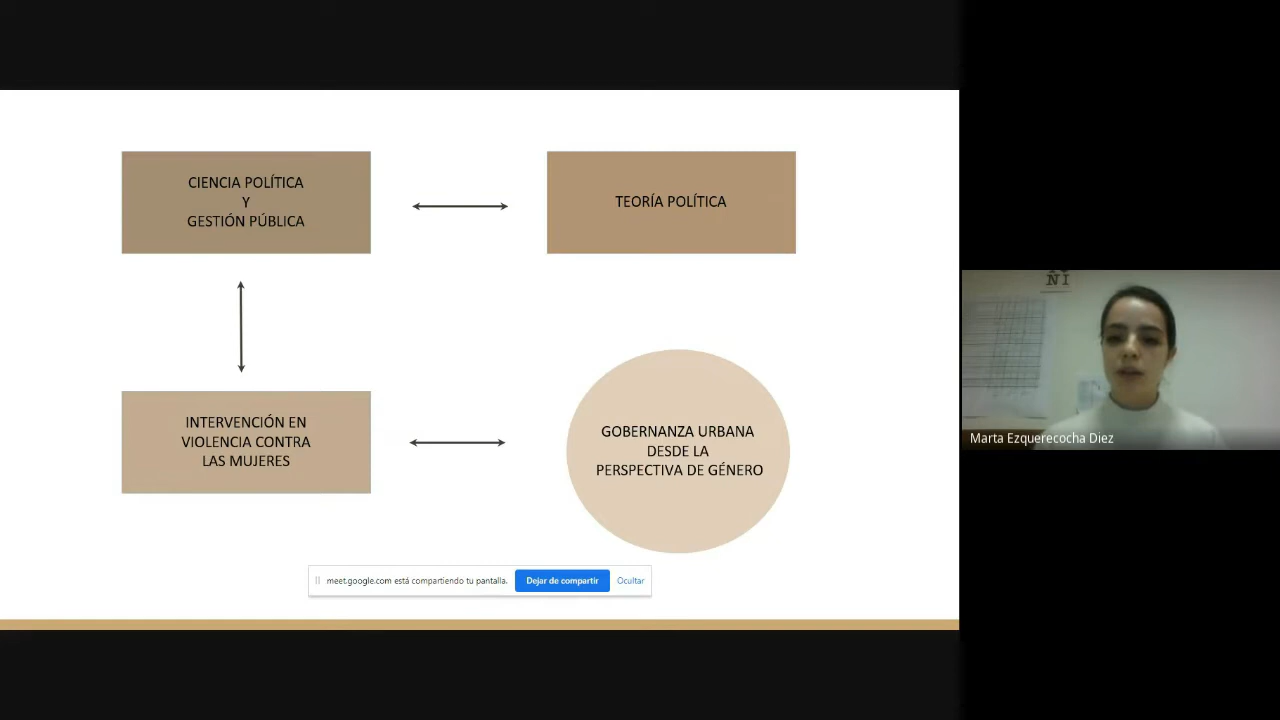 CIENCIA POLÍTICA
Y
GESTIÓN PÚBLICA
TEORÍA POLÍTICA
INTERVENCIÓN EN
VIOLENCIA CONTRA
LAS MUJERES
GOBERNANZA URBANA
DESDE LA
PERSPECTIVA DE GÉNERO
meet.google.com está compartiendo tu pantalla.
Dejar de compartir
Ocultar
Marta Ezquerecocha Diez